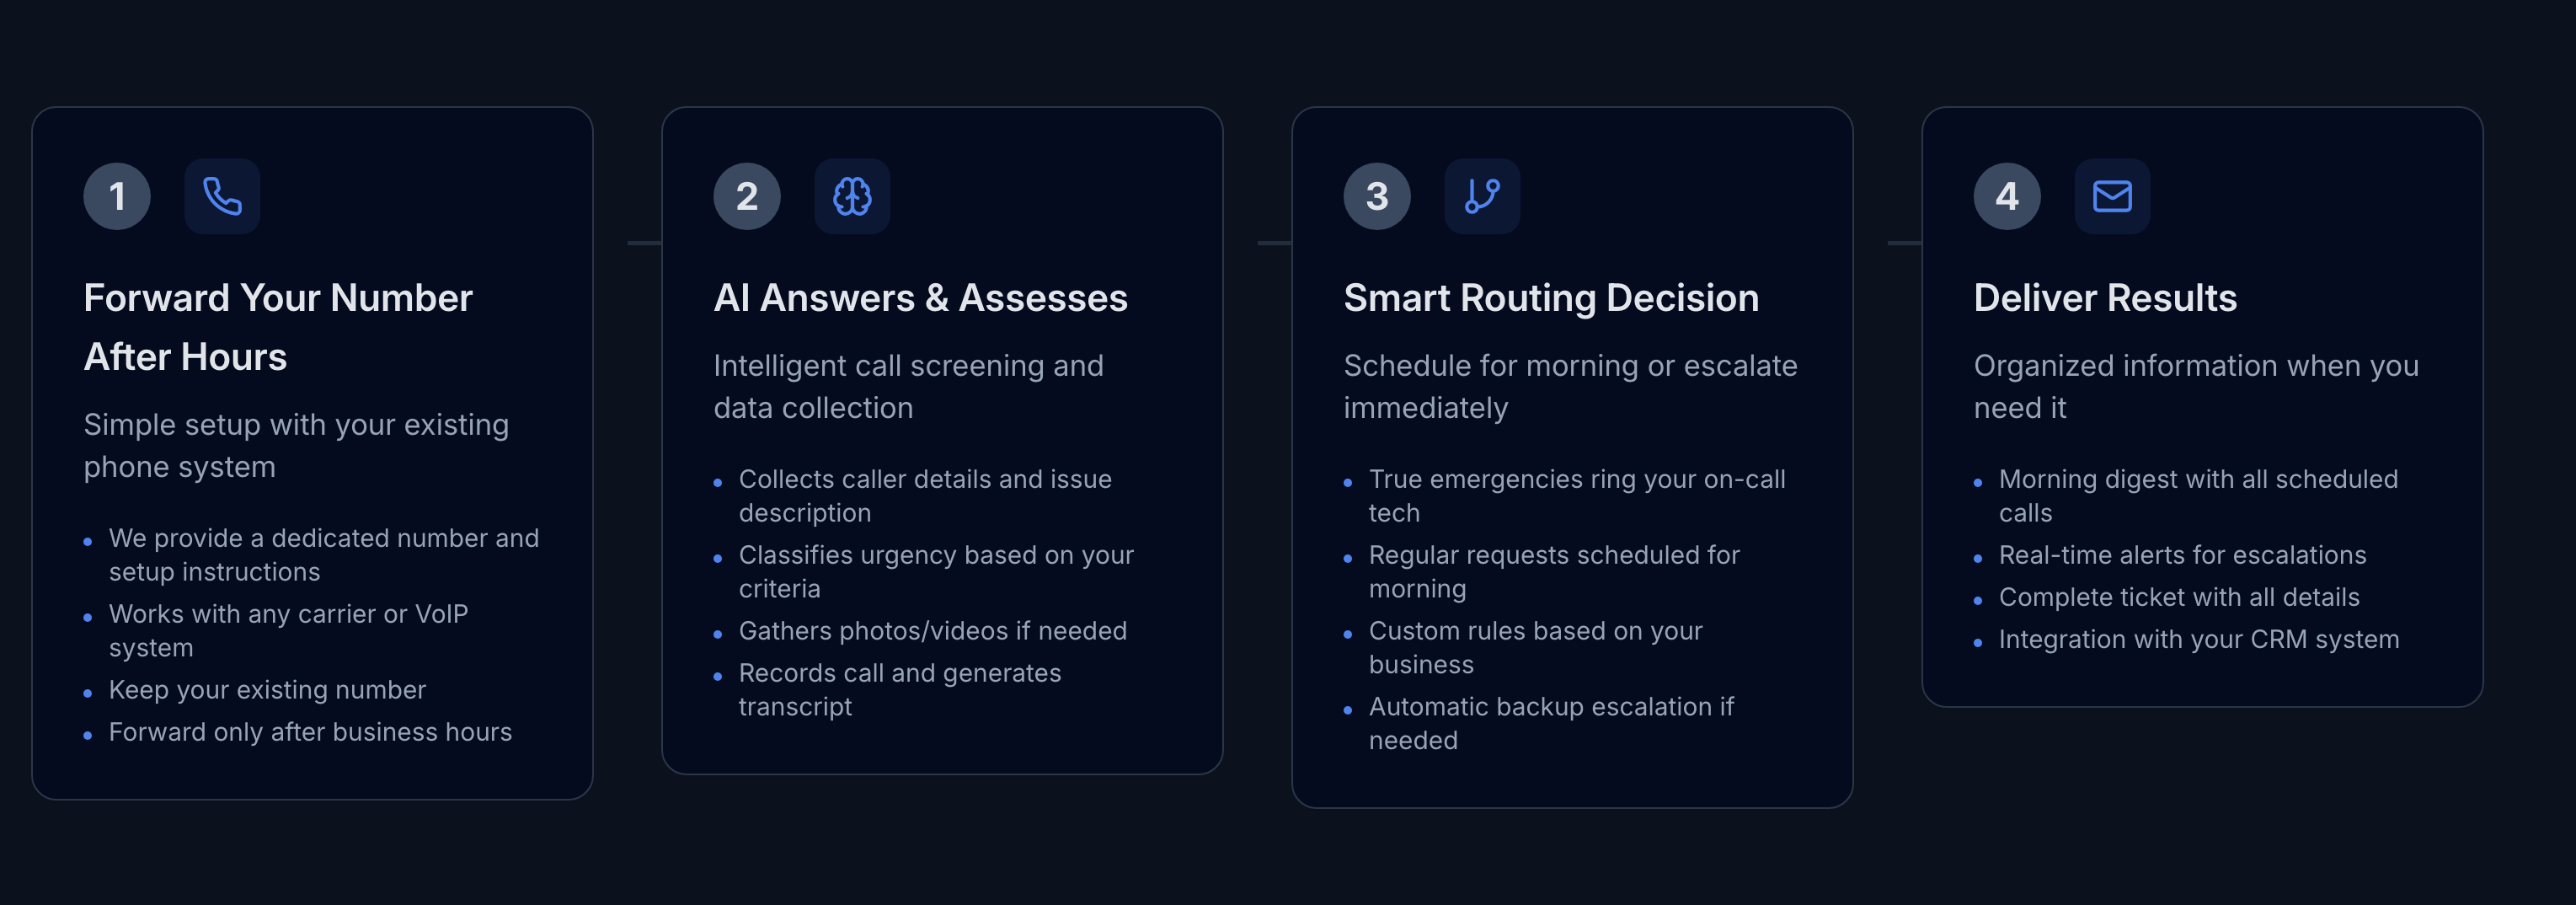 1
Forward Your Number
After Hours
Simple setup with your existing
phone system
We provide a dedicated number and
setup instructions
Works with any carrier or VoIP
system
Keep your existing number
Forward only after business hours
2
AI Answers & Assesses
Intelligent call screening and
data collection
Collects caller details and issue
description
Classifies urgency based on your
criteria
Gathers photos/videos if needed
Records call and generates
transcript
3
Smart Routing Decision
Schedule for morning or escalate
immediately
True emergencies ring your on-call
tech
Regular requests scheduled for
morning
Custom rules based on your
business
Automatic backup escalation if
needed
4
Deliver Results
Organized information when you
need it
Morning digest with all scheduled
calls
Real-time alerts for escalations
Complete ticket with all details
Integration with your CRM system